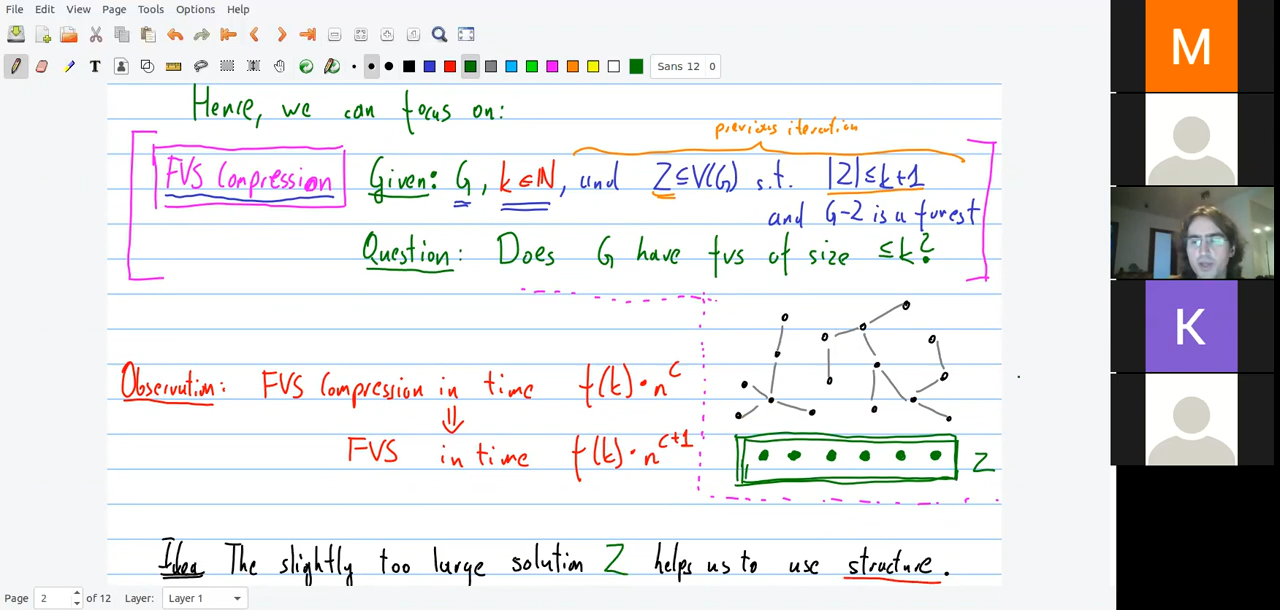 File Edit View Page Tools Options Help
Sans 12 0
Hence, we can focus on:
previous iteration
FVS Compression Given: G, k ∈ ℕ, and Z ⊆ V(G) s.t. |Z| ≤ k+1
and G-Z is a forest
Question: Does G have fvs of size ≤ k?
Observation: FVS Compression in time f(k) · n^c
⇓
FVS in time f(k) · n^{c+1}
Z
Idea The slightly too large solution Z helps us to use structure.
Page 2 of 12 Layer: Layer 1
M
K